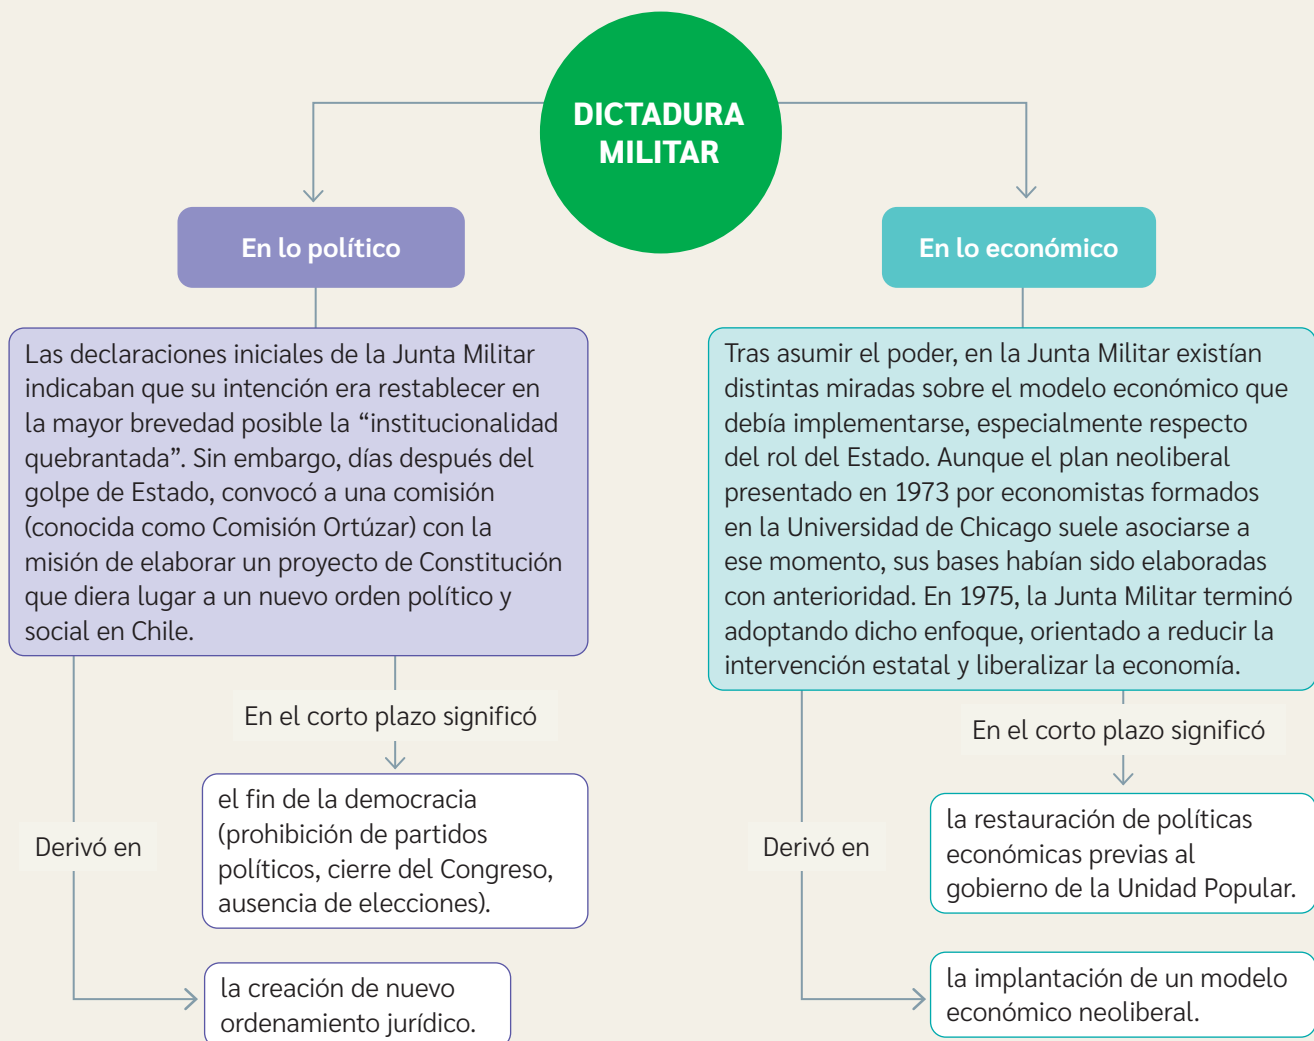 DICTADURA
MILITAR
En lo político
Las declaraciones iniciales de la Junta Militar
indicaban que su intención era restablecer en
la mayor brevedad posible la “institucionalidad
quebrantada”. Sin embargo, días después del
golpe de Estado, convocó a una comisión
(conocida como Comisión Ortúzar) con la
misión de elaborar un proyecto de Constitución
que diera lugar a un nuevo orden político y
social en Chile.
En el corto plazo significó
el fin de la democracia
(prohibición de partidos
políticos, cierre del Congreso,
ausencia de elecciones).
Derivó en
la creación de nuevo
ordenamiento jurídico.
En lo económico
Tras asumir el poder, en la Junta Militar existían
distintas miradas sobre el modelo económico que
debía implementarse, especialmente respecto
del rol del Estado. Aunque el plan neoliberal
presentado en 1973 por economistas formados
en la Universidad de Chicago suele asociarse a
ese momento, sus bases habían sido elaboradas
con anterioridad. En 1975, la Junta Militar terminó
adoptando dicho enfoque, orientado a reducir la
intervención estatal y liberalizar la economía.
En el corto plazo significó
la restauración de políticas
económicas previas al
gobierno de la Unidad Popular.
Derivó en
la implantación de un modelo
económico neoliberal.